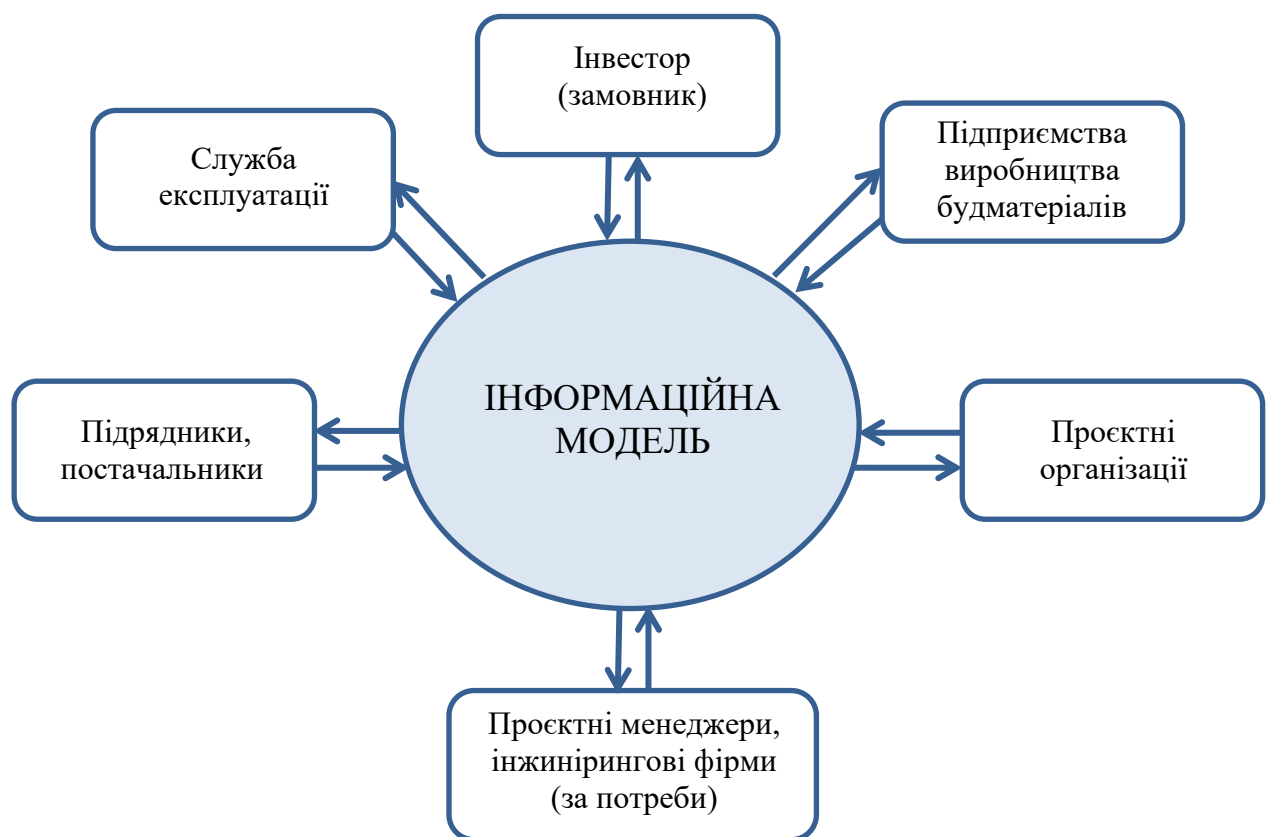 Інвестор
(замовник)
Служба
експлуатації
Підприємства
виробництва
будматеріалів
ІНФОРМАЦІЙНА
МОДЕЛЬ
Підрядники,
постачальники
Проєктні
організації
Проєктні менеджери,
інжинірингові фірми
(за потреби)